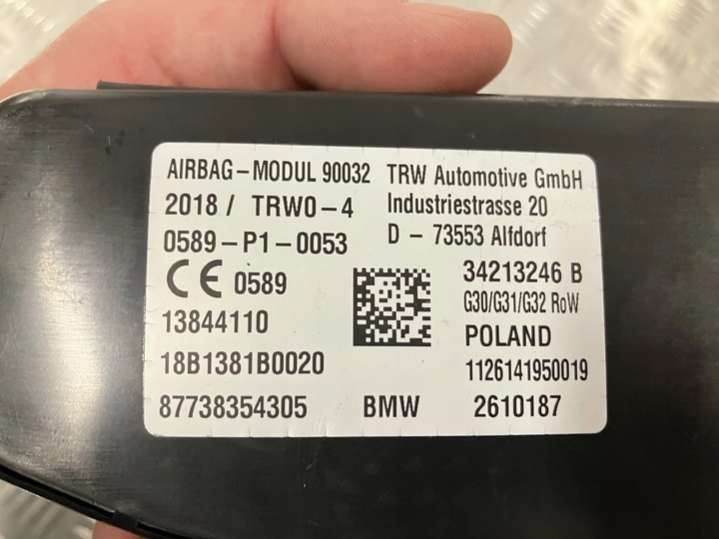 AIRBAG-MODUL 90032 TRW Automotive GmbH
2018 / TRW0-4 Industriestrasse 20
0589-P1-0053 D - 73553 Alfdorf
CE 0589 34213246 B
G30/G31/G32 RoW
13844110 POLAND
18B1381B0020 1126141950019
87738354305 BMW 2610187